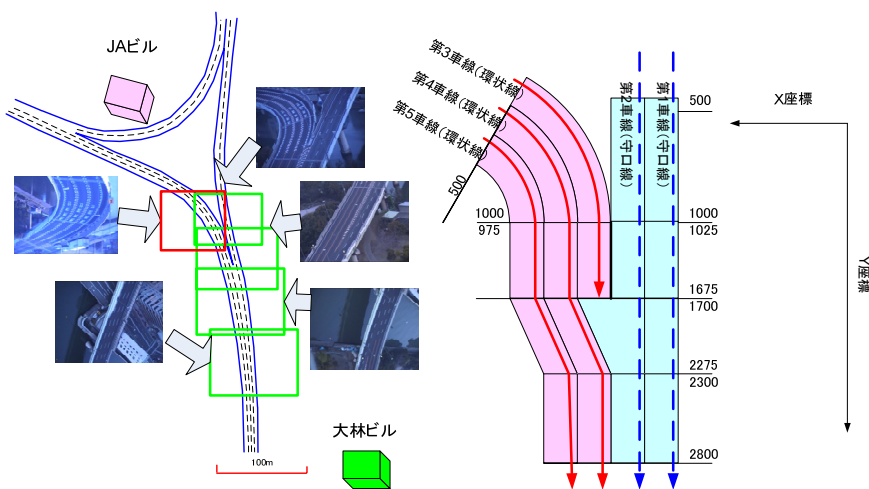 JAビル
大林ビル
100m
第3車線(環状線)
第4車線(環状線)
第5車線(環状線)
第2車線(守口線)
第1車線(守口線)
500
500
1000
975
1000
1025
1675
1700
2275
2300
2800
X座標
Y座標